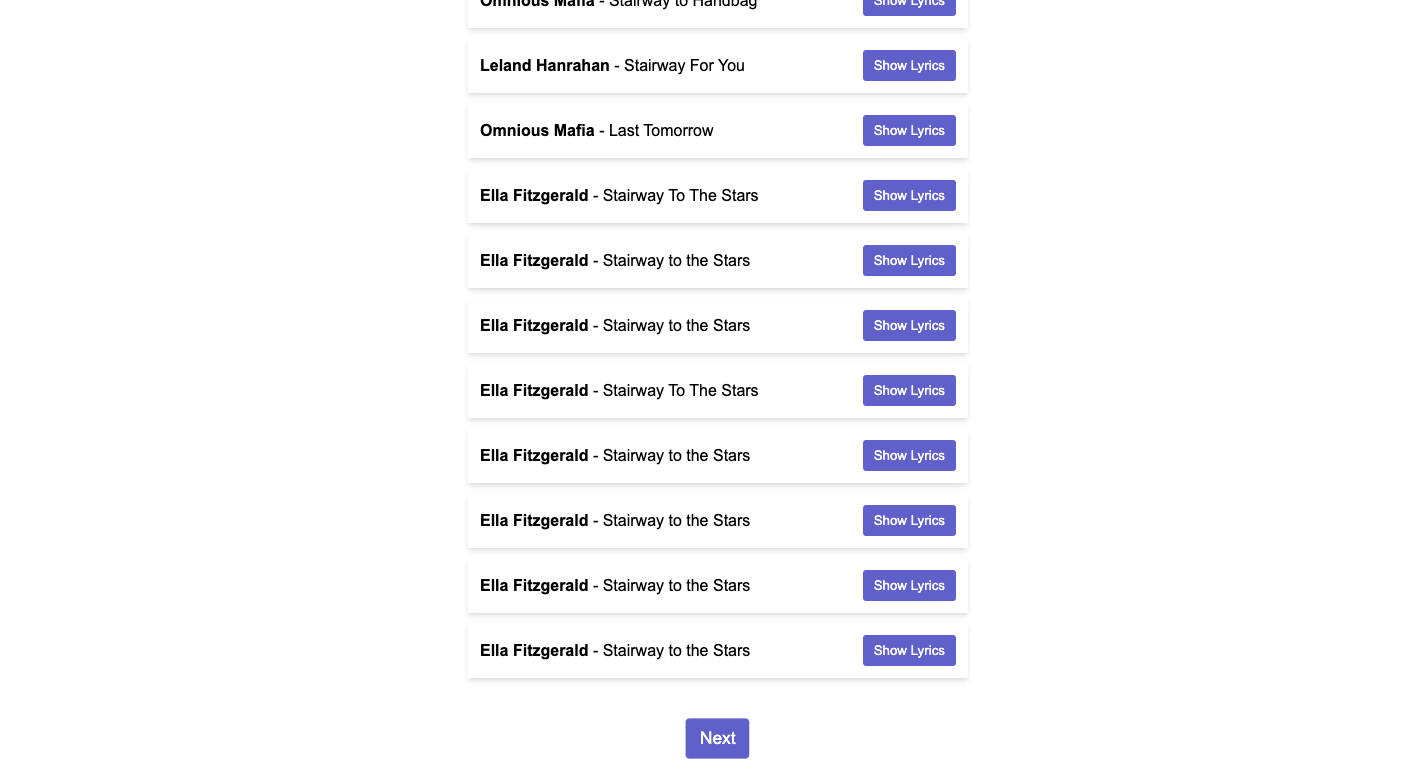 Omnious Mafia - Stairway to Handbag Show Lyrics
Leland Hanrahan - Stairway For You Show Lyrics
Omnious Mafia - Last Tomorrow Show Lyrics
Ella Fitzgerald - Stairway To The Stars Show Lyrics
Ella Fitzgerald - Stairway to the Stars Show Lyrics
Ella Fitzgerald - Stairway to the Stars Show Lyrics
Ella Fitzgerald - Stairway To The Stars Show Lyrics
Ella Fitzgerald - Stairway to the Stars Show Lyrics
Ella Fitzgerald - Stairway to the Stars Show Lyrics
Ella Fitzgerald - Stairway to the Stars Show Lyrics
Ella Fitzgerald - Stairway to the Stars Show Lyrics
Next